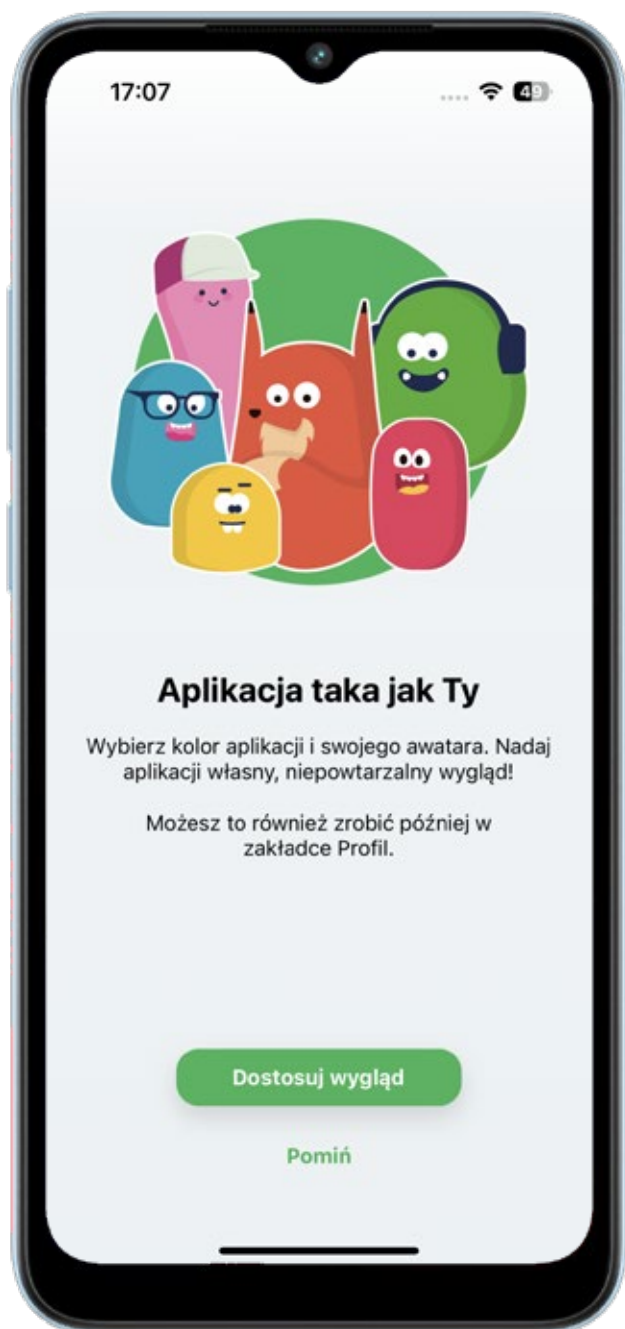 17:07
49
Aplikacja taka jak Ty
Wybierz kolor aplikacji i swojego awatara. Nadaj
aplikacji własny, niepowtarzalny wygląd!
Możesz to również zrobić później w
zakładce Profil.
Dostosuj wygląd
Pomiń